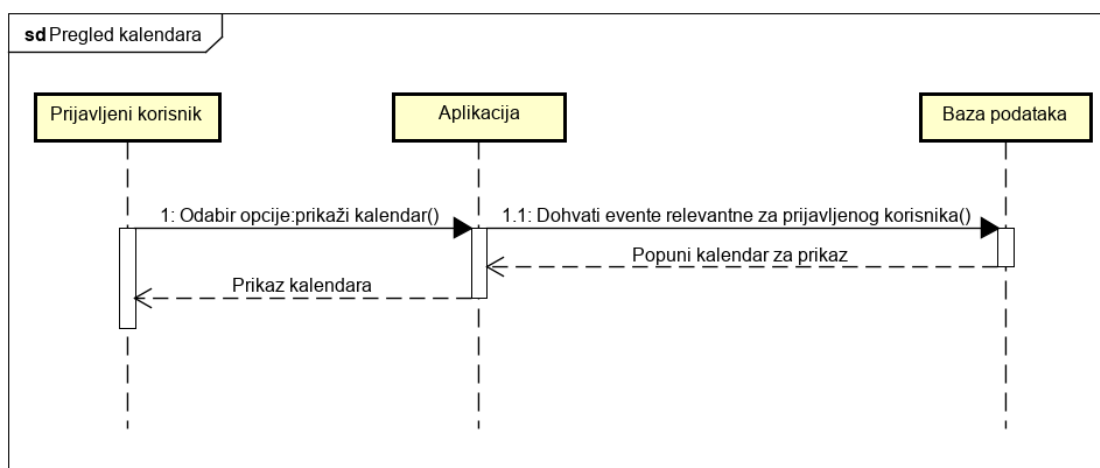 sd Pregled kalendara
Prijavljeni korisnik
Aplikacija
Baza podataka
1: Odabir opcije:prikaži kalendar()
1.1: Dohvati evente relevantne za prijavljenog korisnika()
Popuni kalendar za prikaz
Prikaz kalendara